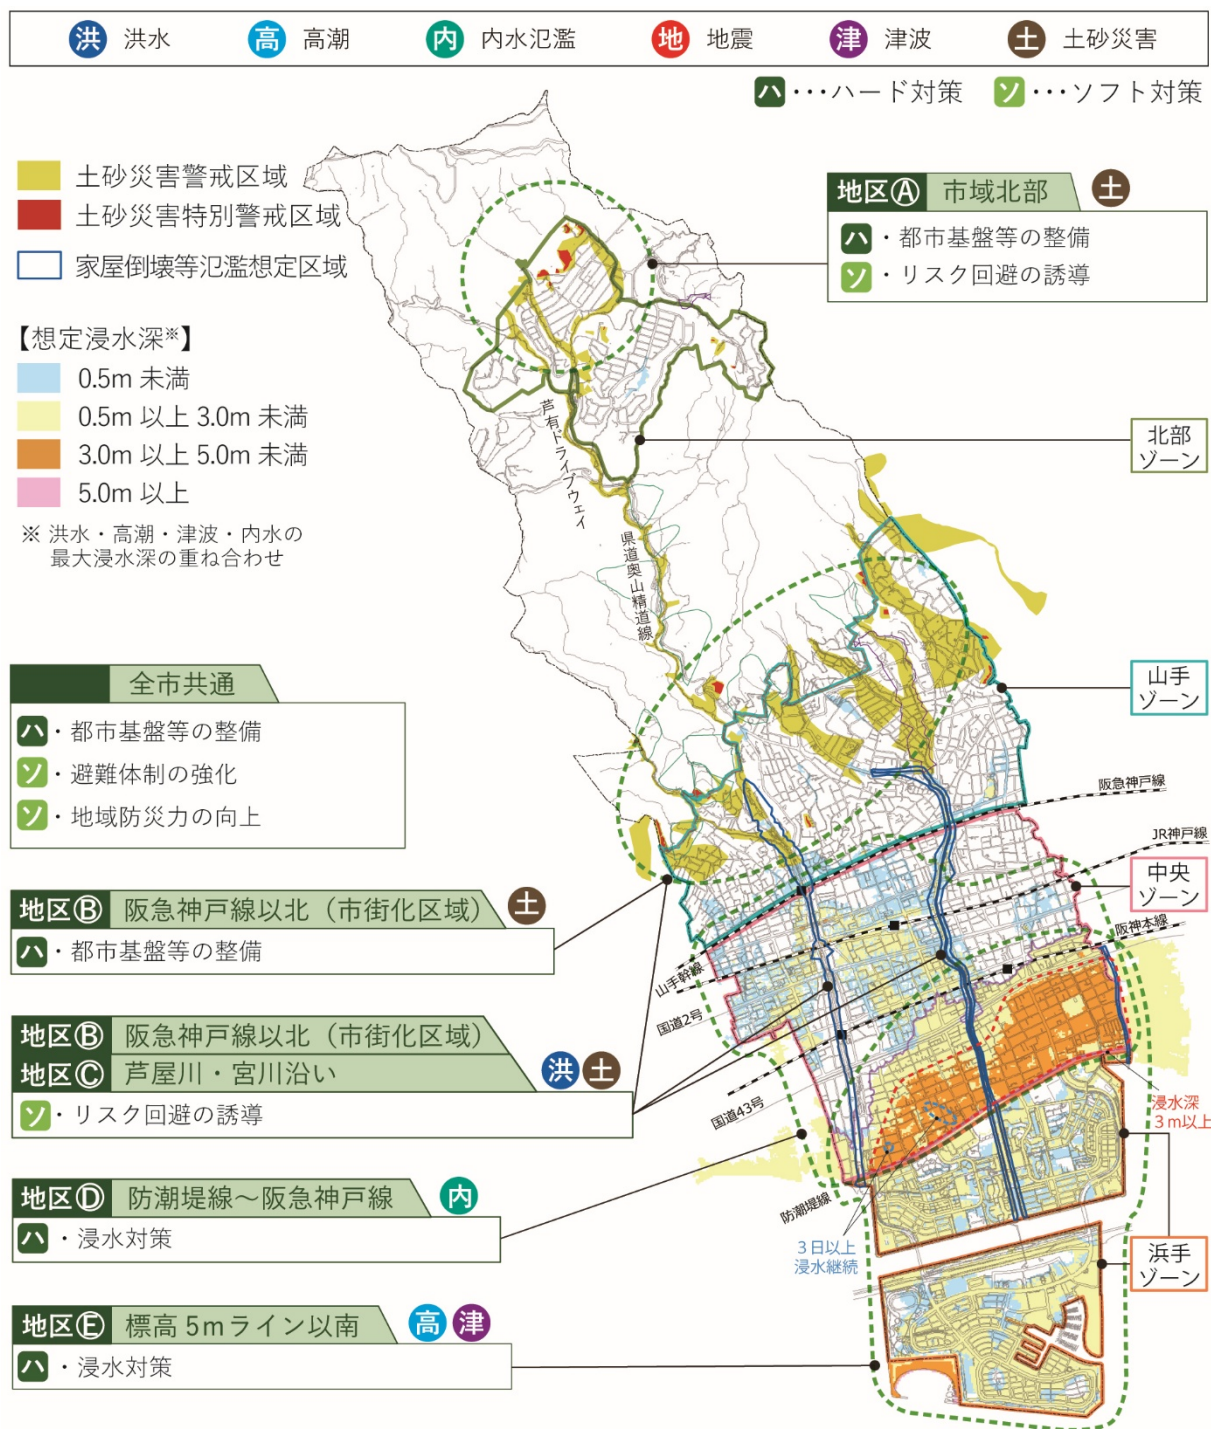 洪 洪水 高 高潮 内 内水氾濫 地 地震 津 津波 土 土砂災害
ハ・・・ハード対策 ソ・・・ソフト対策
土砂災害警戒区域
土砂災害特別警戒区域
家屋倒壊等氾濫想定区域
【想定浸水深※】
0.5m 未満
0.5m 以上 3.0m 未満
3.0m 以上 5.0m 未満
5.0m 以上
※ 洪水・高潮・津波・内水の
最大浸水深の重ね合わせ
地区Ⓐ 市域北部 土
ハ・都市基盤等の整備
ソ・リスク回避の誘導
芦有ドライブウェイ
県道奥山精道線
北部
ゾーン
山手
ゾーン
全市共通
ハ・都市基盤等の整備
ソ・避難体制の強化
ソ・地域防災力の向上
阪急神戸線
JR神戸線
中央
ゾーン
阪神本線
地区Ⓑ 阪急神戸線以北（市街化区域） 土
ハ・都市基盤等の整備
山手幹線
国道2号
国道43号
地区Ⓑ 阪急神戸線以北（市街化区域）
地区Ⓒ 芦屋川・宮川沿い 洪 土
ソ・リスク回避の誘導
浸水深
3m以上
地区Ⓓ 防潮堤線～阪急神戸線 内
ハ・浸水対策
防潮堤線
3日以上
浸水継続
浜手
ゾーン
地区Ⓔ 標高 5mライン以南 高 津
ハ・浸水対策